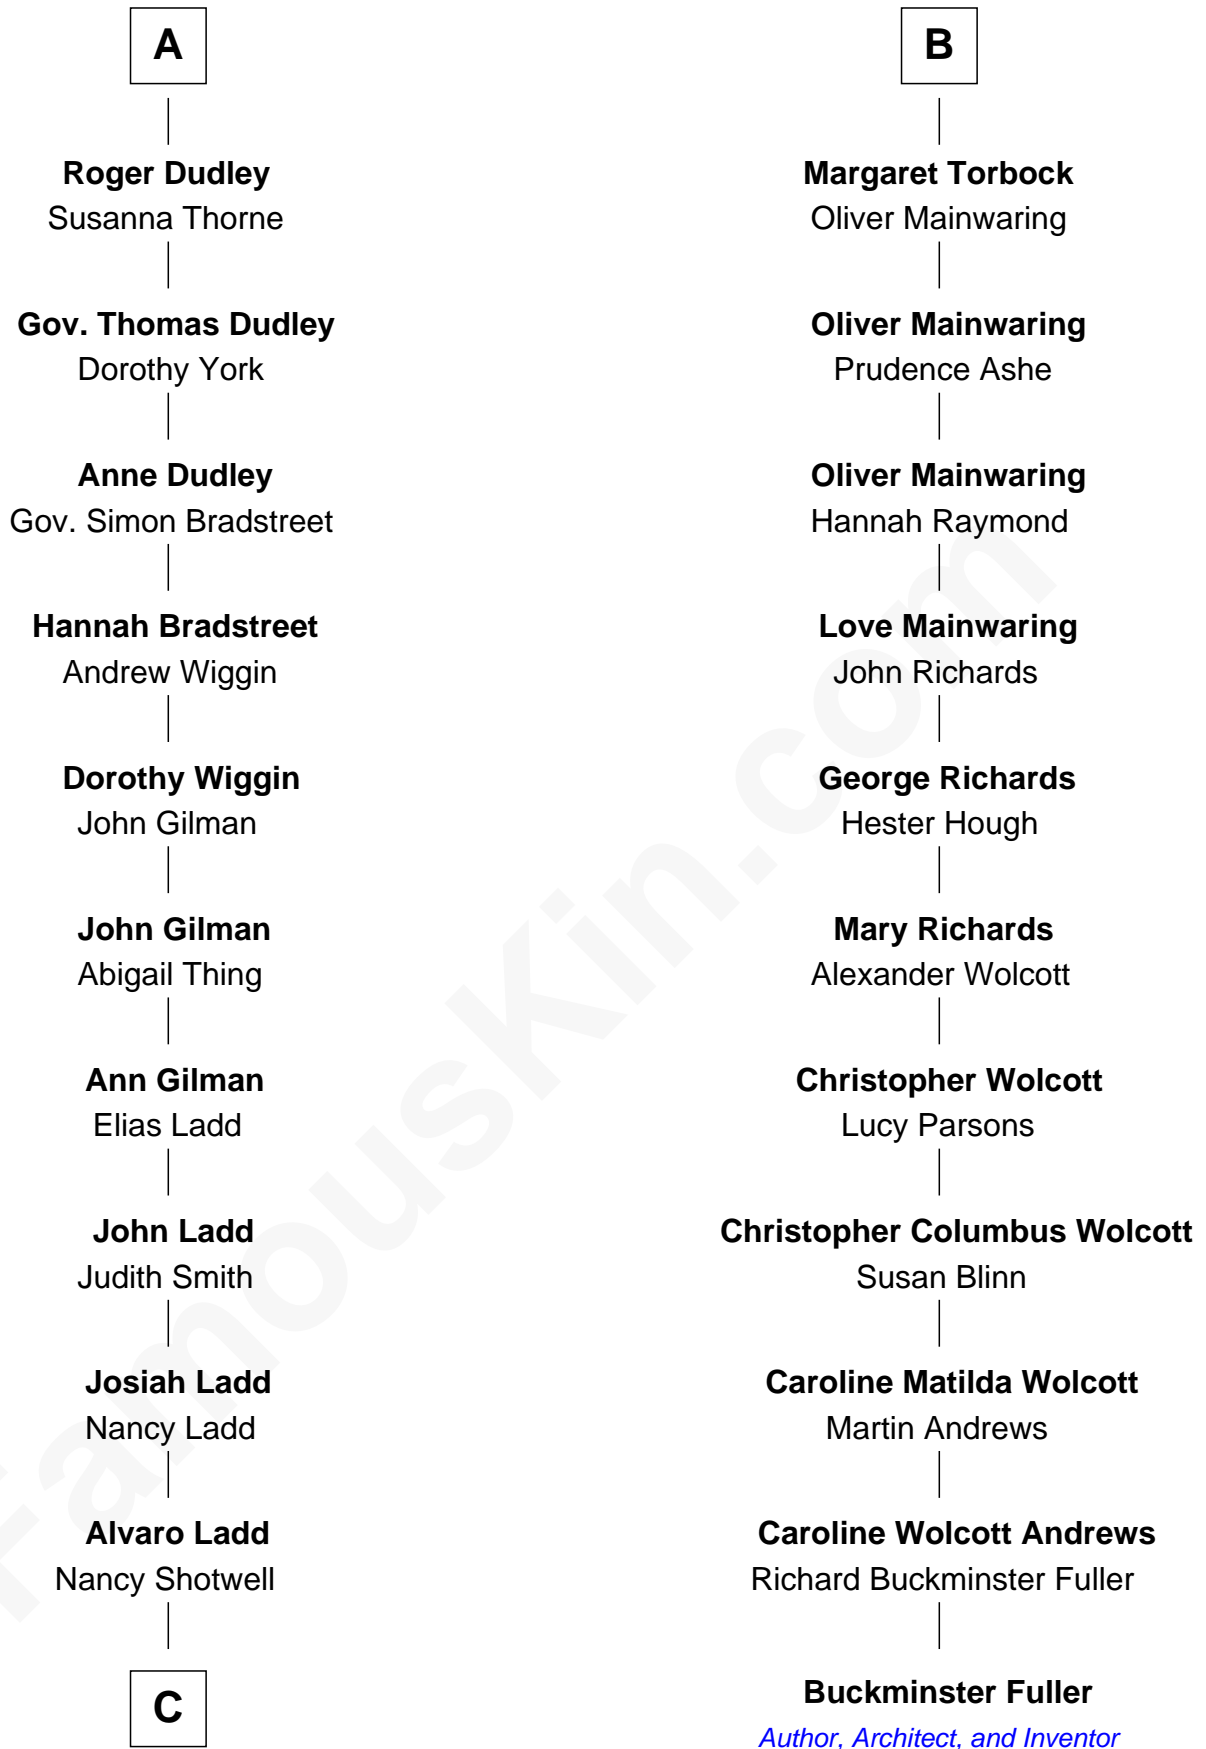 A
Roger Dudley
Susanna Thorne
Gov. Thomas Dudley
Dorothy York
Anne Dudley
Gov. Simon Bradstreet
Hannah Bradstreet
Andrew Wiggin
Dorothy Wiggin
John Gilman
John Gilman
Abigail Thing
Ann Gilman
Elias Ladd
John Ladd
Judith Smith
Josiah Ladd
Nancy Ladd
Alvaro Ladd
Nancy Shotwell
C
B
Margaret Torbock
Oliver Mainwaring
Oliver Mainwaring
Prudence Ashe
Oliver Mainwaring
Hannah Raymond
Love Mainwaring
John Richards
George Richards
Hester Hough
Mary Richards
Alexander Wolcott
Christopher Wolcott
Lucy Parsons
Christopher Columbus Wolcott
Susan Blinn
Caroline Matilda Wolcott
Martin Andrews
Caroline Wolcott Andrews
Richard Buckminster Fuller
Buckminster Fuller
Author, Architect, and Inventor
FamousKin.com